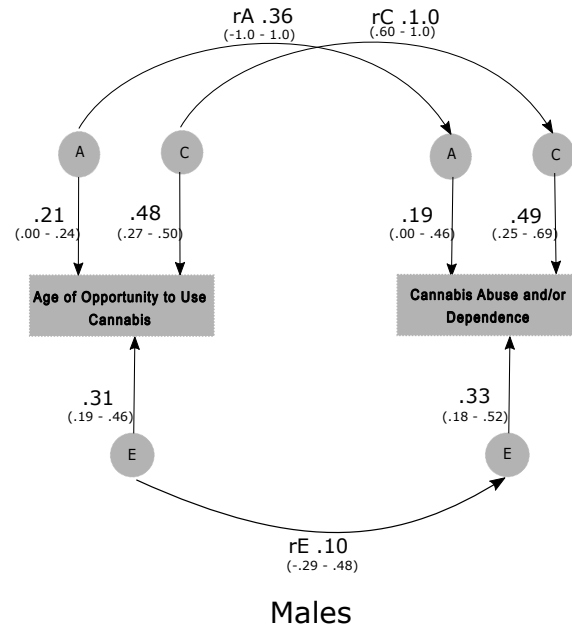 rA .36
(-1.0 - 1.0)
rC .1.0
(.60 - 1.0)
A
C
A
C
.21
(.00 - .24)
.48
(.27 - .50)
.19
(.00 - .46)
.49
(.25 - .69)
Age of Opportunity to Use
Cannabis
Cannabis Abuse and/or
Dependence
.31
(.19 - .46)
.33
(.18 - .52)
E
E
rE .10
(-.29 - .48)
Males